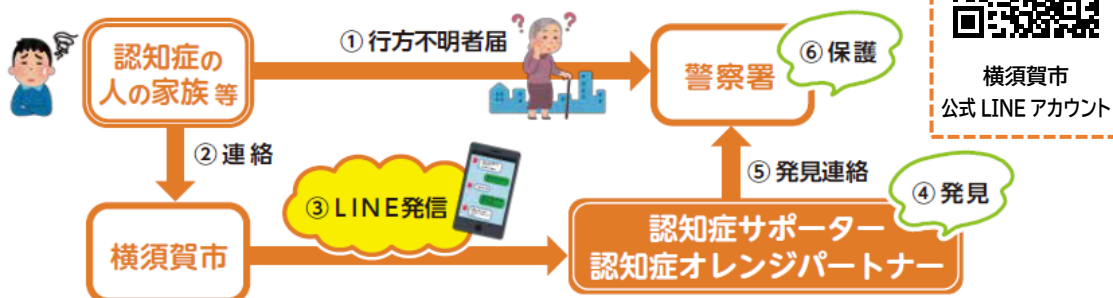 ① 行方不明者届
認知症の
人の家族 等
警察署
⑥ 保護
横須賀市
公式 LINE アカウント
② 連絡
③ LINE発信
⑤ 発見連絡
④ 発見
横須賀市
認知症サポーター
認知症オレンジパートナー